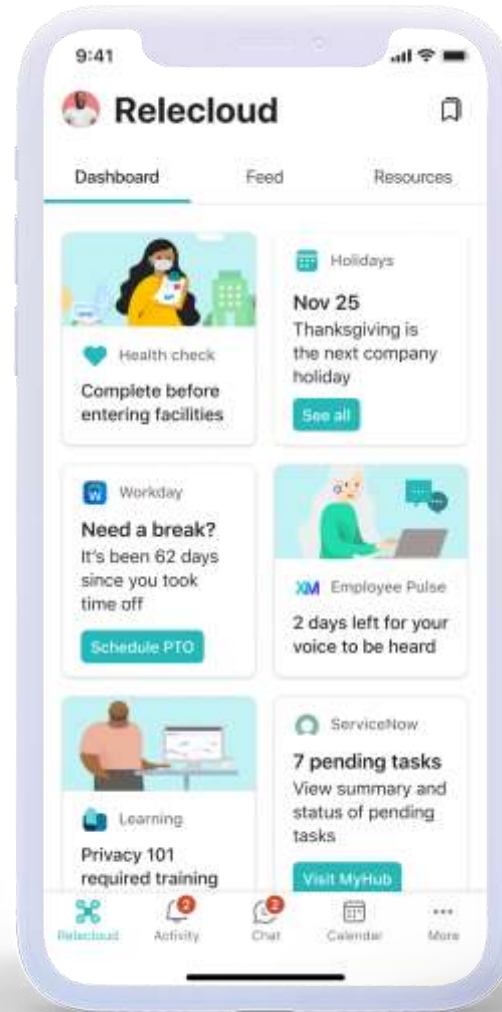 9:41
Relecloud
Dashboard
Feed
Resources
Health check
Complete before
entering facilities
Holidays
Nov 25
Thanksgiving is
the next company
holiday
See all
W
Workday
Need a break?
It's been 62 days
since you took
time off
Schedule PTO
XM Employee Pulse
2 days left for your
voice to be heard
Learning
Privacy 101
required training
ServiceNow
7 pending tasks
View summary and
status of pending
tasks
Visit MyHub
2
2
Relecloud
Activity
Chat
Calendar
More